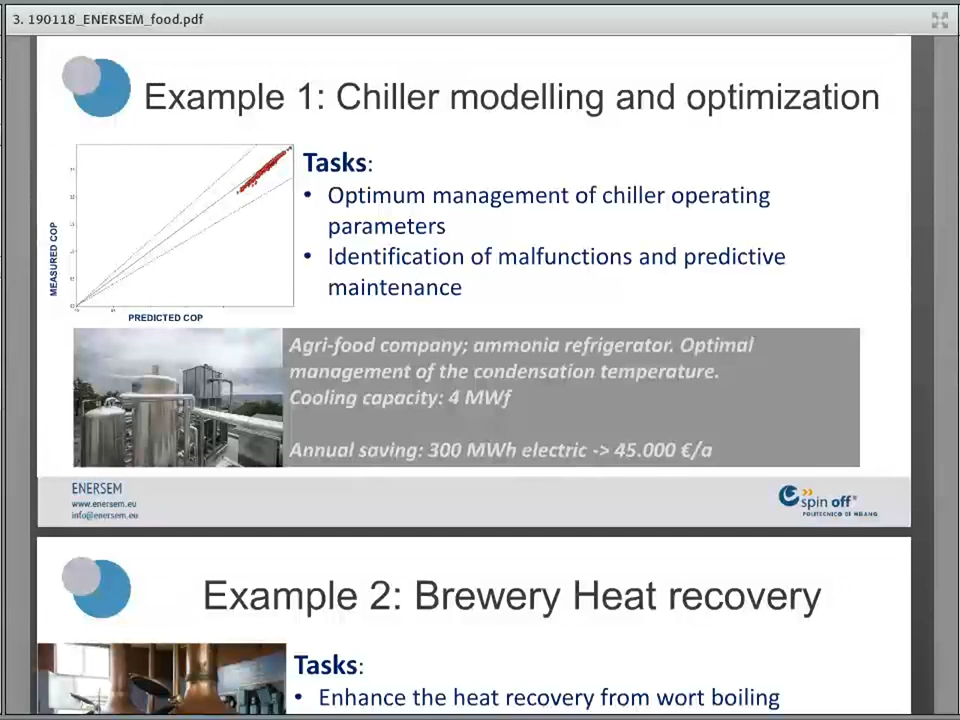 3. 190118_ENERSEM_food.pdf
Example 1: Chiller modelling and optimization
Tasks:
• Optimum management of chiller operating
parameters
• Identification of malfunctions and predictive
maintenance
MEASURED COP
PREDICTED COP
Agri-food company; ammonia refrigerator. Optimal
management of the condensation temperature.
Cooling capacity: 4 MWf
Annual saving: 300 MWh electric -> 45.000 €/a
ENERSEM
www.enersem.eu
info@enersem.eu
spin off
POLITECNICO DI MILANO
Example 2: Brewery Heat recovery
Tasks:
• Enhance the heat recovery from wort boiling